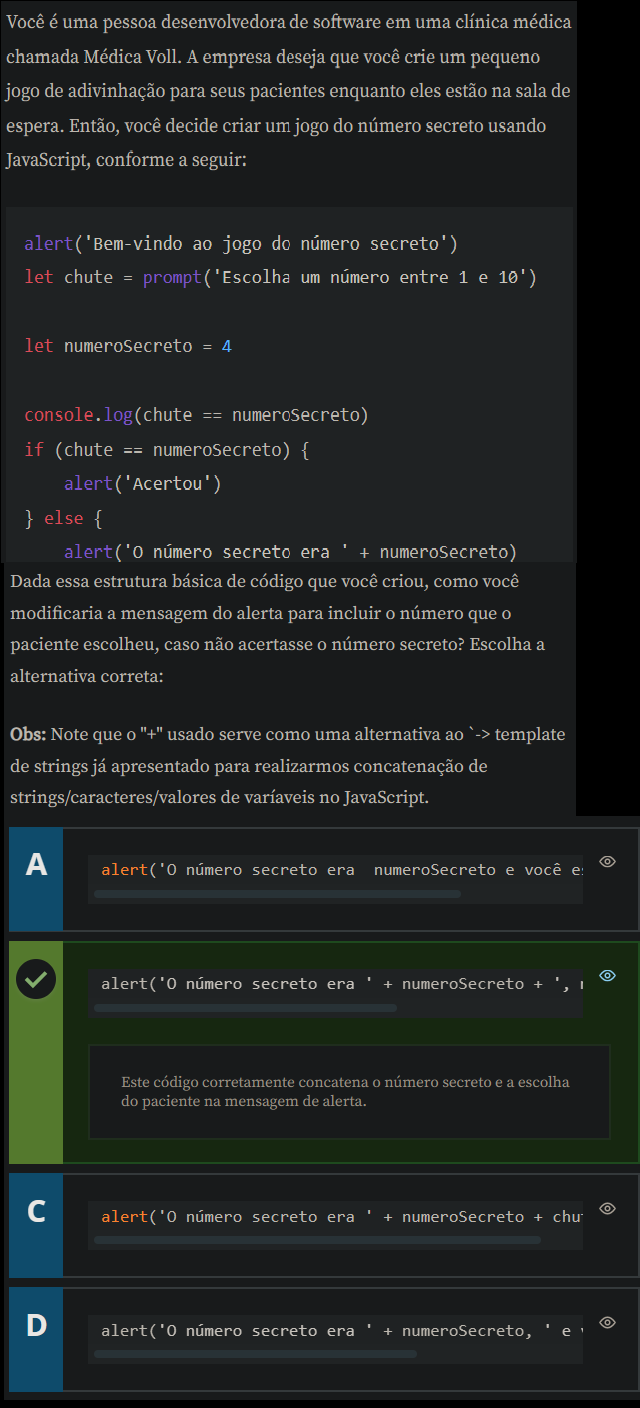 Você é uma pessoa desenvolvedora de software em uma clínica médica
chamada Médica Voll. A empresa deseja que você crie um pequeno
jogo de adivinhação para seus pacientes enquanto eles estão na sala de
espera. Então, você decide criar um jogo do número secreto usando
JavaScript, conforme a seguir:
alert('Bem-vindo ao jogo do número secreto')
let chute = prompt('Escolha um número entre 1 e 10')
let numeroSecreto = 4
console.log(chute == numeroSecreto)
if (chute == numeroSecreto) {
alert('Acertou')
} else {
alert('O número secreto era ' + numeroSecreto)
Dada essa estrutura básica de código que você criou, como você
modificaria a mensagem do alerta para incluir o número que o
paciente escolheu, caso não acertasse o número secreto? Escolha a
alternativa correta:
Obs: Note que o "+" usado serve como uma alternativa ao `-> template
de strings já apresentado para realizarmos concatenação de
strings/caracteres/valores de varíaveis no JavaScript.
A
alert('O número secreto era  numeroSecreto e você
alert('O número secreto era ' + numeroSecreto + ',
Este código corretamente concatena o número secreto e a escolha
do paciente na mensagem de alerta.
C
alert('O número secreto era ' + numeroSecreto + chu
D
alert('O número secreto era ' + numeroSecreto, ' e